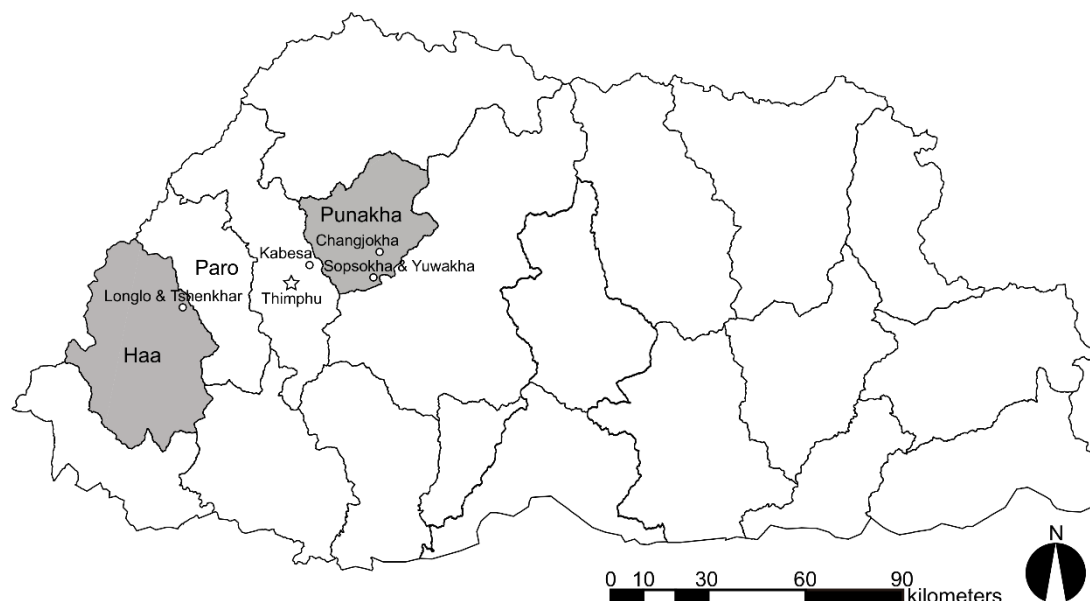 Punakha
Changjokha
Kabesa
Paro
Sopsokha & Yuwakha
Thimphu
Longlo & Tshenkhar
Haa
N
0 10 30 60 90
kilometers